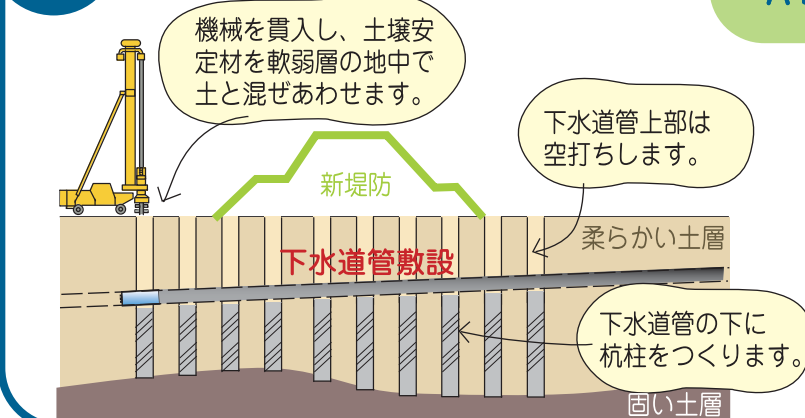 機械を貫入し、土壌安
定材を軟弱層の地中で
土と混ぜあわせます。
下水道管上部は
空打ちします。
新堤防
柔らかい土層
下水道管敷設
下水道管の下に
杭柱をつくります。
固い土層